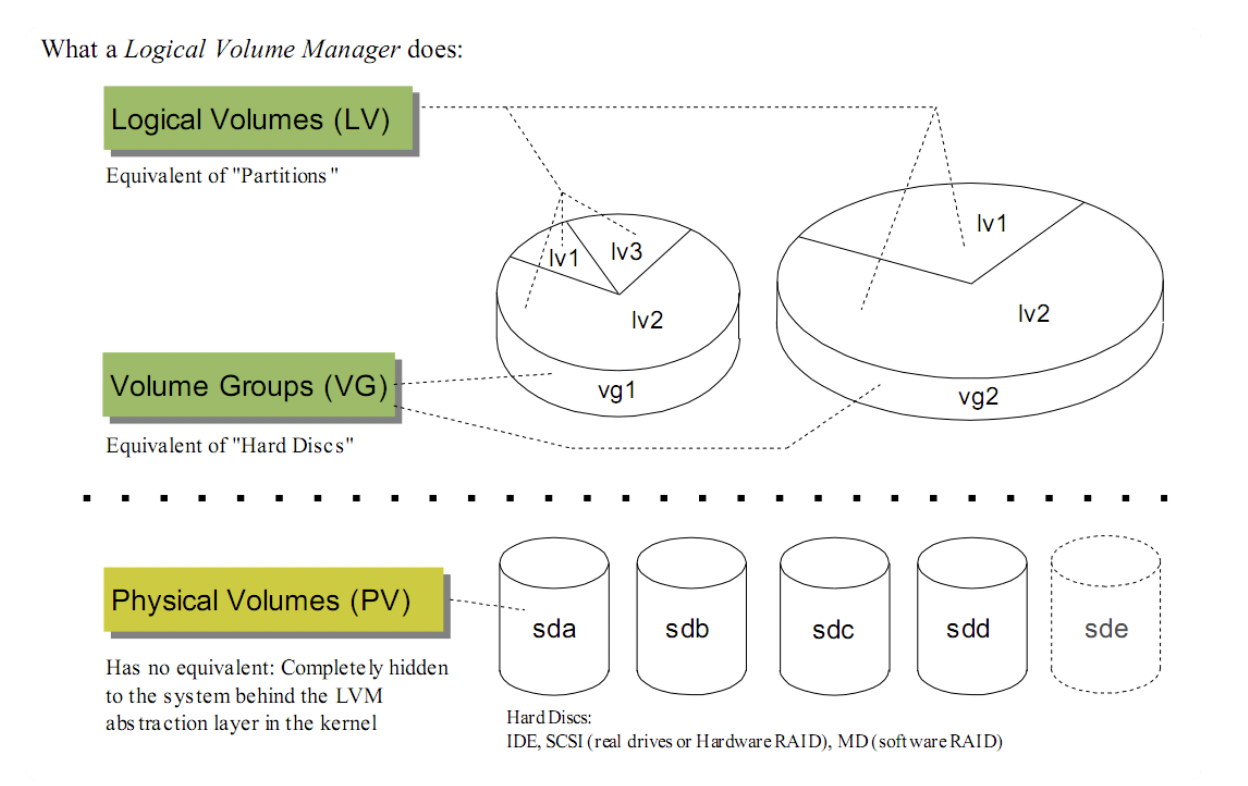 What a Logical Volume Manager does:
Logical Volumes (LV)
Equivalent of "Partitions"
lv1
lv3
lv2
lv1
lv2
Volume Groups (VG)
Equivalent of "Hard Discs"
vg1
vg2
Physical Volumes (PV)
Has no equivalent: Completely hidden
to the system behind the LVM
abstraction layer in the kernel
sda
sdb
sdc
sdd
sde
Hard Discs:
IDE, SCSI (real drives or Hardware RAID), MD (software RAID)